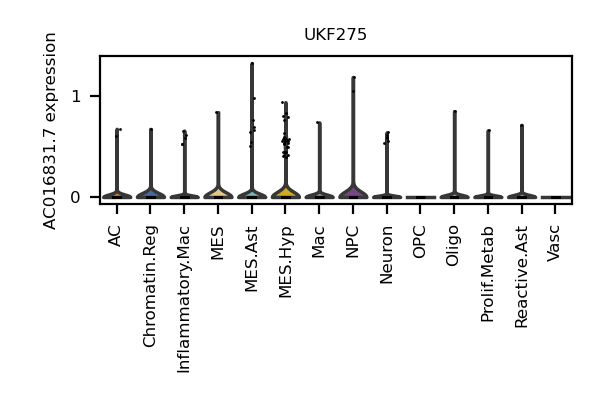 UKF275
AC016831.7 expression
1
0
AC
Chromatin.Reg
Inflammatory.Mac
MES
MES.Ast
MES.Hyp
Mac
NPC
Neuron
OPC
Oligo
Prolif.Metab
Reactive.Ast
Vasc